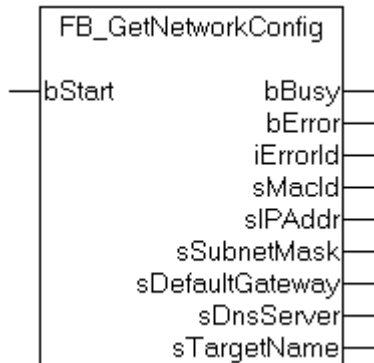 FB_GetNetworkConfig
bStart bBusy
bError
iErrorId
sMacId
sIPAddr
sSubnetMask
sDefaultGateway
sDnsServer
sTargetName